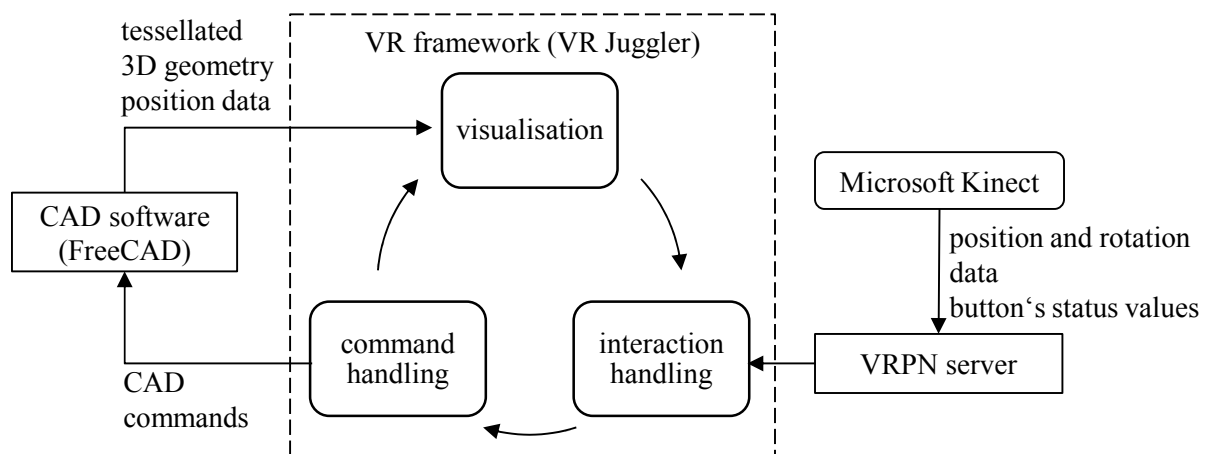 tessellated
3D geometry
position data
VR framework (VR Juggler)
visualisation
Microsoft Kinect
CAD software
(FreeCAD)
position and rotation
data
button‘s status values
command
handling
interaction
handling
VRPN server
CAD
commands